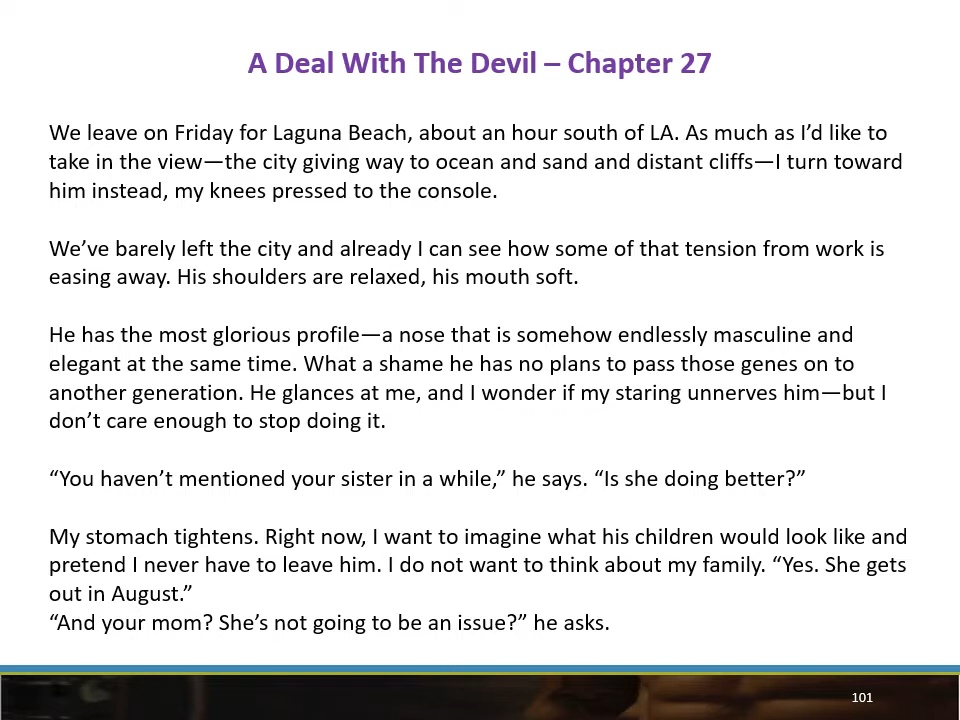 A Deal With The Devil – Chapter 27
We leave on Friday for Laguna Beach, about an hour south of LA. As much as I’d like to
take in the view—the city giving way to ocean and sand and distant cliffs—I turn toward
him instead, my knees pressed to the console.
We’ve barely left the city and already I can see how some of that tension from work is
easing away. His shoulders are relaxed, his mouth soft.
He has the most glorious profile—a nose that is somehow endlessly masculine and
elegant at the same time. What a shame he has no plans to pass those genes on to
another generation. He glances at me, and I wonder if my staring unnerves him—but I
don’t care enough to stop doing it.
“You haven’t mentioned your sister in a while,” he says. “Is she doing better?”
My stomach tightens. Right now, I want to imagine what his children would look like and
pretend I never have to leave him. I do not want to think about my family. “Yes. She gets
out in August.”
“And your mom? She’s not going to be an issue?” he asks.
101